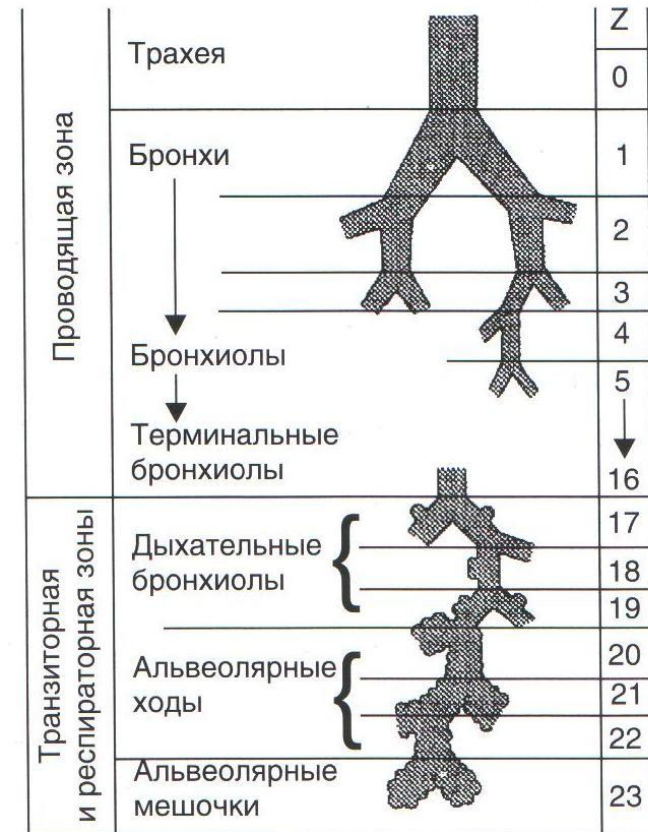 Z
Трахея
0
Проводящая зона
Бронхи
1
2
3
4
Бронхиолы
5
Терминальные
бронхиолы
16
Транзиторная
и респираторная зоны
17
Дыхательные
бронхиолы
18
19
20
Альвеолярные
ходы
21
22
Альвеолярные
мешочки
23